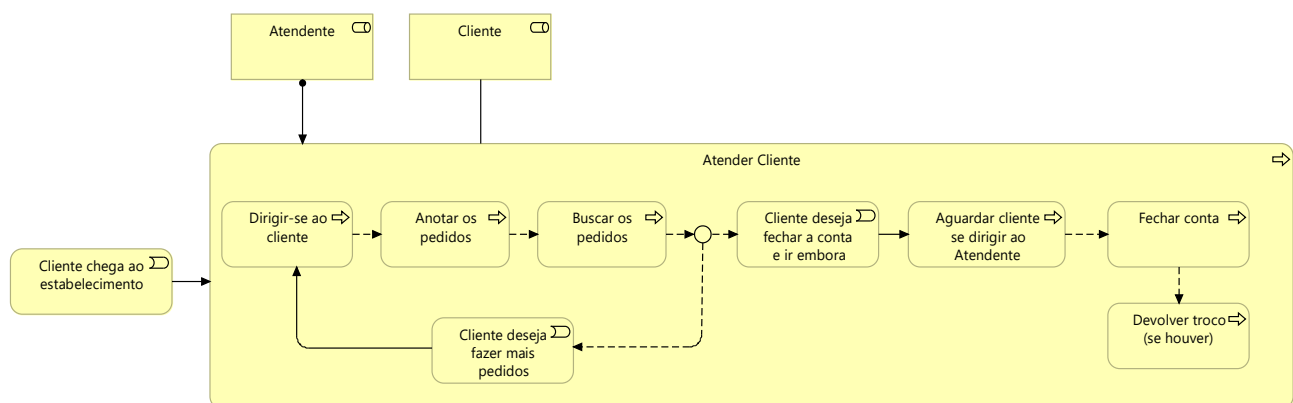 Atendente
Cliente
Atender Cliente
Dirigir-se ao
cliente
Anotar os
pedidos
Buscar os
pedidos
Cliente deseja
fechar a conta
e ir embora
Aguardar cliente
se dirigir ao
Atendente
Fechar conta
Cliente chega ao
estabelecimento
Cliente deseja
fazer mais
pedidos
Devolver troco
(se houver)